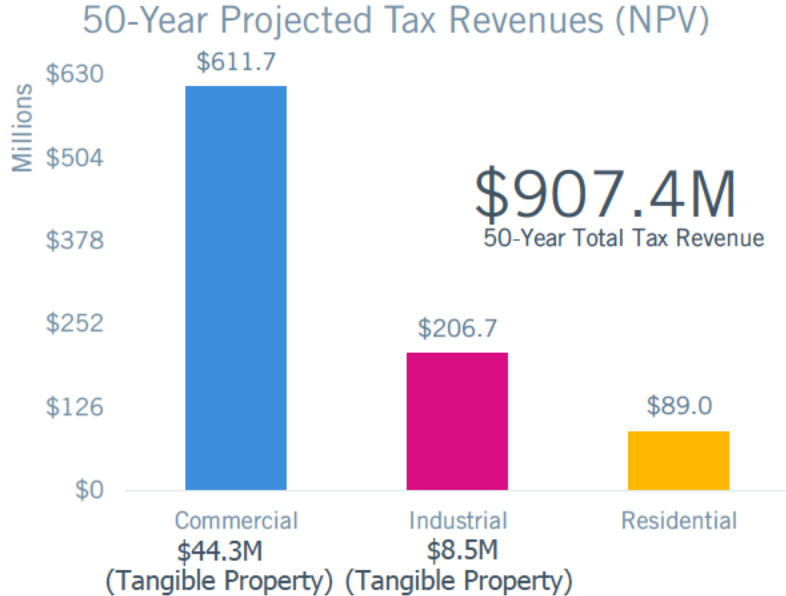 50-Year Projected Tax Revenues (NPV)
Millions
$630
$504
$378
$252
$126
$0
$611.7
$206.7
$89.0
$907.4M
50-Year Total Tax Revenue
Commercial
$44.3M
(Tangible Property)
Industrial
$8.5M
(Tangible Property)
Residential